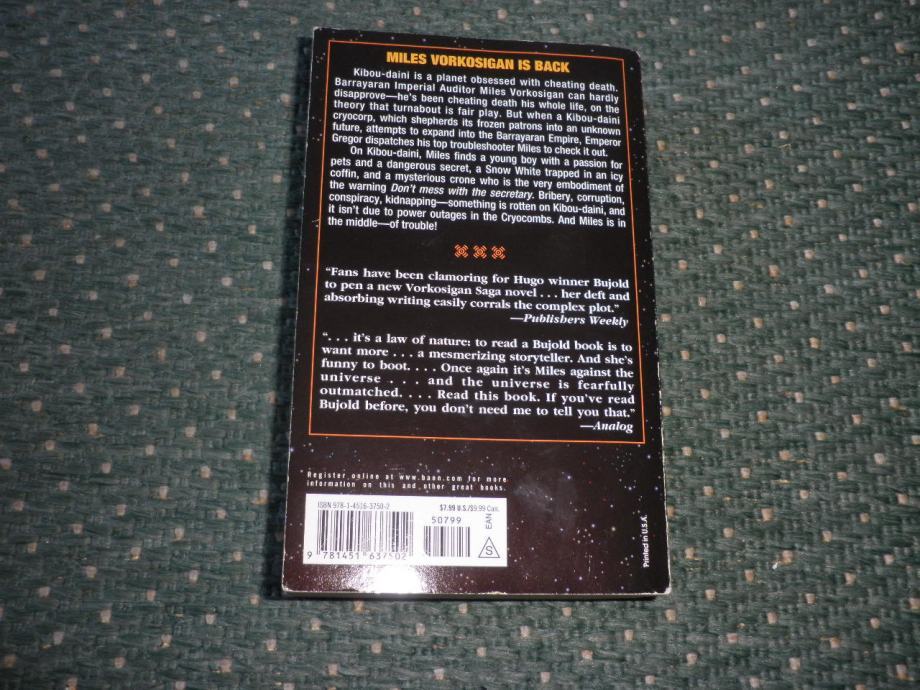 MILES VORKOSIGAN IS BACK
Kibou-daini is a planet obsessed with cheating death.
Barrayaran Imperial Auditor Miles Vorkosigan can hardly
disapprove—he's been cheating death his whole life, on the
theory that turnabout is fair play. But when a Kibou-daini
cryocorp, which shepherds its frozen patrons into an unknown
future, attempts to expand into the Barrayaran Empire, Emperor
Gregor dispatches his top troubleshooter Miles to check it out.
On Kibou-daini, Miles finds a young boy with a passion for
pets and a dangerous secret, a Snow White trapped in an icy
coffin, and a mysterious crone who is the very embodiment of
the warning Don't mess with the secretary. Bribery, corruption,
conspiracy, kidnapping—something is rotten on Kibou-daini, and
it isn't due to power outages in the Cryocombs. And Miles is in
the middle—of trouble!
“Fans have been clamoring for Hugo winner Bujold
to pen a new Vorkosigan Saga novel . . . her deft and
absorbing writing easily corrals the complex plot.”
—Publishers Weekly
“. . . it's a law of nature: to read a Bujold book is to
want more . . . a mesmerizing storyteller. And she's
funny to boot. . . . Once again it's Miles against the
universe . . . and the universe is fearfully
outmatched. . . . Read this book. If you've read
Bujold before, you don't need me to tell you that.”
—Analog
Register online at www.baen.com for more
information on this and other great books.
ISBN 978-1-4516-3750-2
$7.99 U.S./$9.99 Can.
50799
EAN
S
9 781451 637502
Printed in U.S.A.